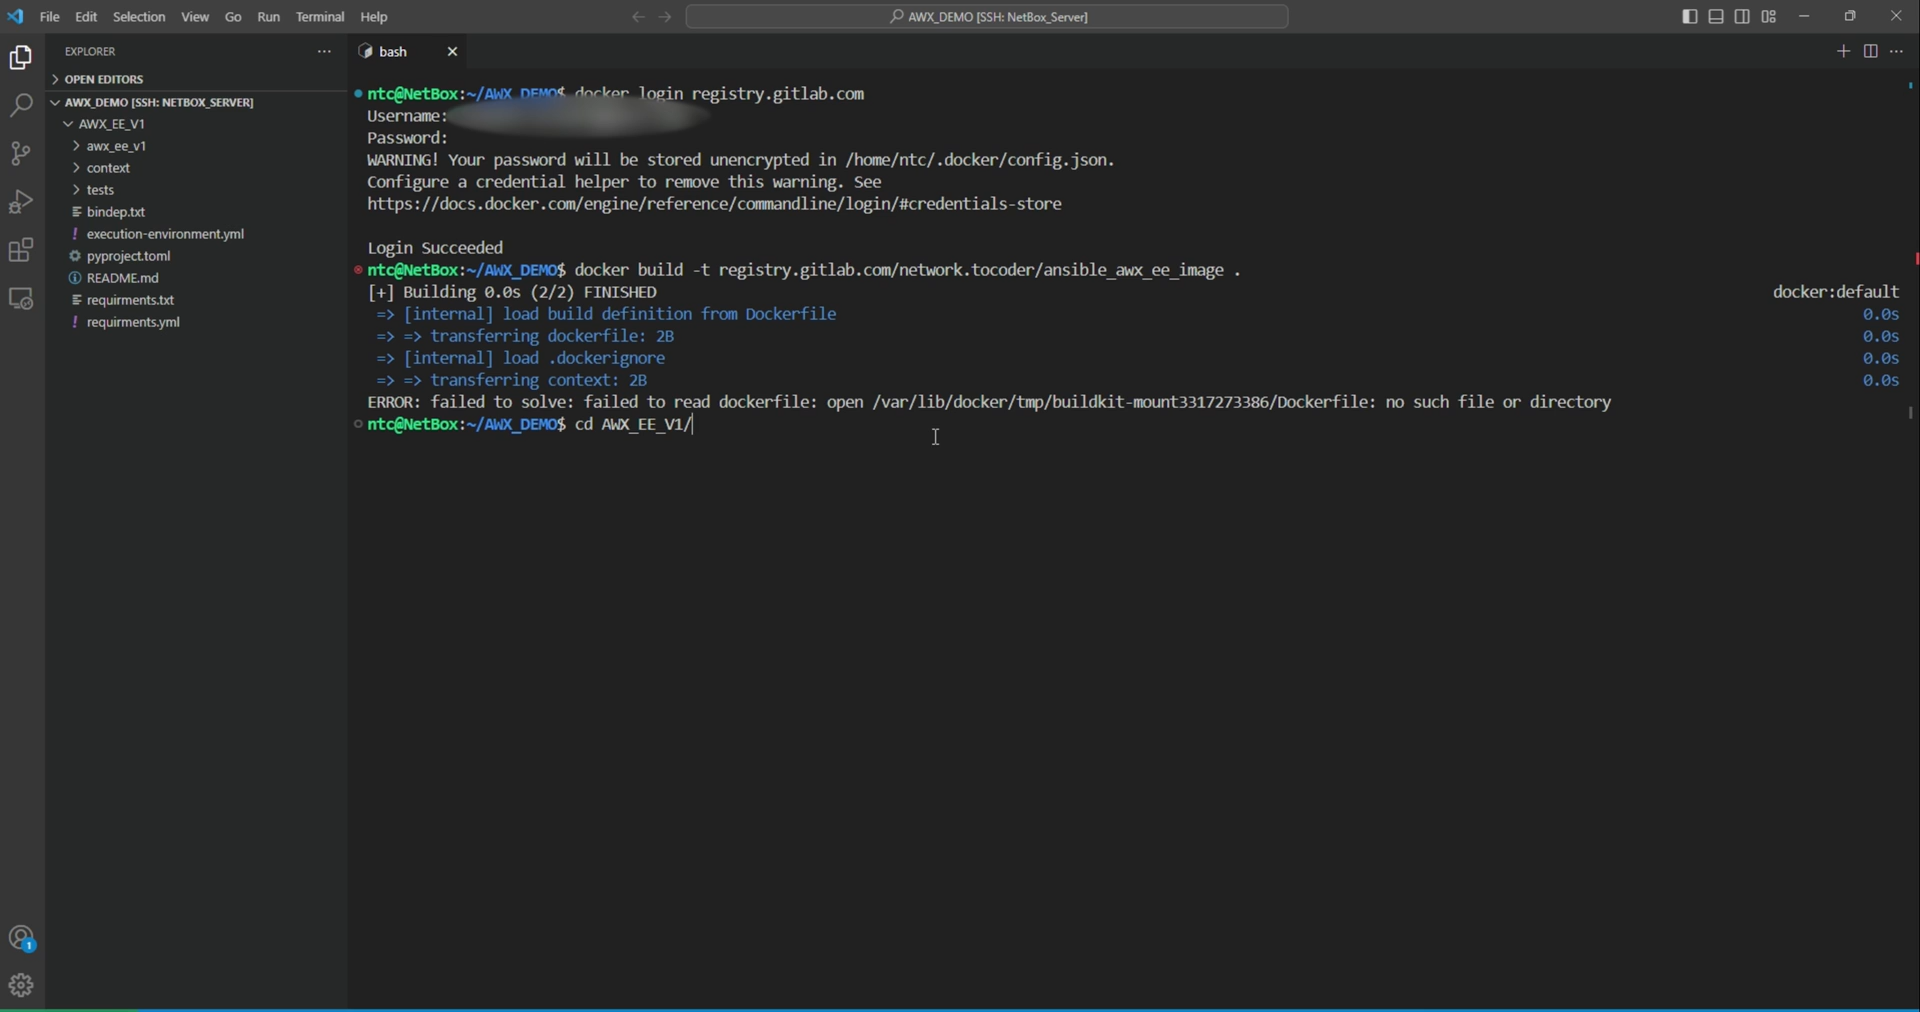 File Edit Selection View Go Run Terminal Help
AWX_DEMO [SSH: NetBox_Server]
EXPLORER
OPEN EDITORS
AWX_DEMO [SSH: NETBOX_SERVER]
AWX_EE_V1
awx_ee_v1
context
tests
bindep.txt
! execution-environment.yml
pyproject.toml
README.md
requirments.txt
! requirments.yml
1
bash
ntc@NetBox:~/AWX_DEMO$ docker login registry.gitlab.com
Username:
Password:
WARNING! Your password will be stored unencrypted in /home/ntc/.docker/config.json.
Configure a credential helper to remove this warning. See
https://docs.docker.com/engine/reference/commandline/login/#credentials-store
Login Succeeded
ntc@NetBox:~/AWX_DEMO$ docker build -t registry.gitlab.com/network.tocoder/ansible_awx_ee_image .
[+] Building 0.0s (2/2) FINISHED docker:default
=> [internal] load build definition from Dockerfile 0.0s
=> => transferring dockerfile: 2B 0.0s
=> [internal] load .dockerignore 0.0s
=> => transferring context: 2B 0.0s
ERROR: failed to solve: failed to read dockerfile: open /var/lib/docker/tmp/buildkit-mount3317273386/Dockerfile: no such file or directory
ntc@NetBox:~/AWX_DEMO$ cd AWX_EE_V1/